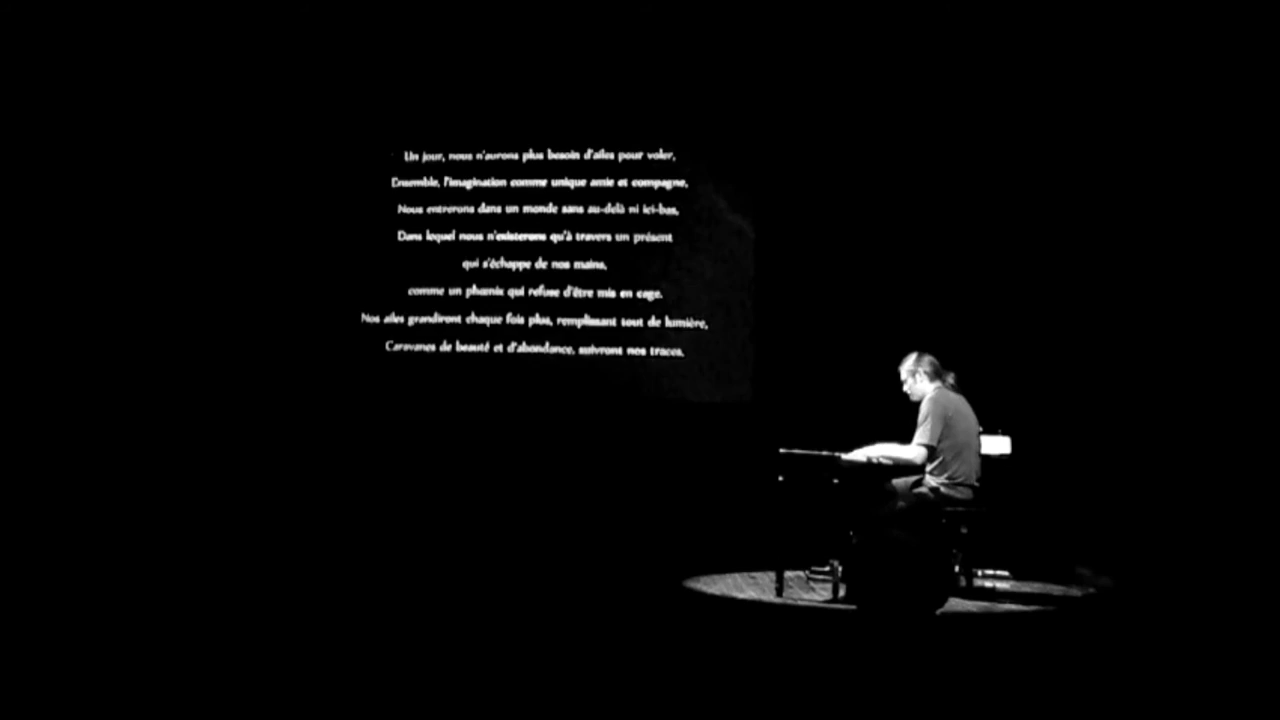 Un jour, nous n'aurons plus besoin d'ailes pour voler,
Ensemble, l'imagination comme unique amie et compagne,
Nous entrerons dans un monde sans au-delà ni ici-bas,
Dans lequel nous n'existerons qu'à travers un présent
qui s'échappe de nos mains,
comme un phœnix qui refuse d'être mis en cage.
Nos ailes grandiront chaque fois plus, remplissant tout de lumière,
Caravanes de beauté et d'abondance, suivront nos traces.